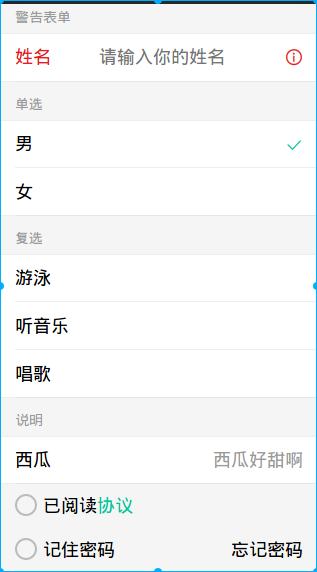 警告表单
姓名 请输入你的姓名
单选
男
女
复选
游泳
听音乐
唱歌
说明
西瓜 西瓜好甜啊
已阅读协议
记住密码 忘记密码